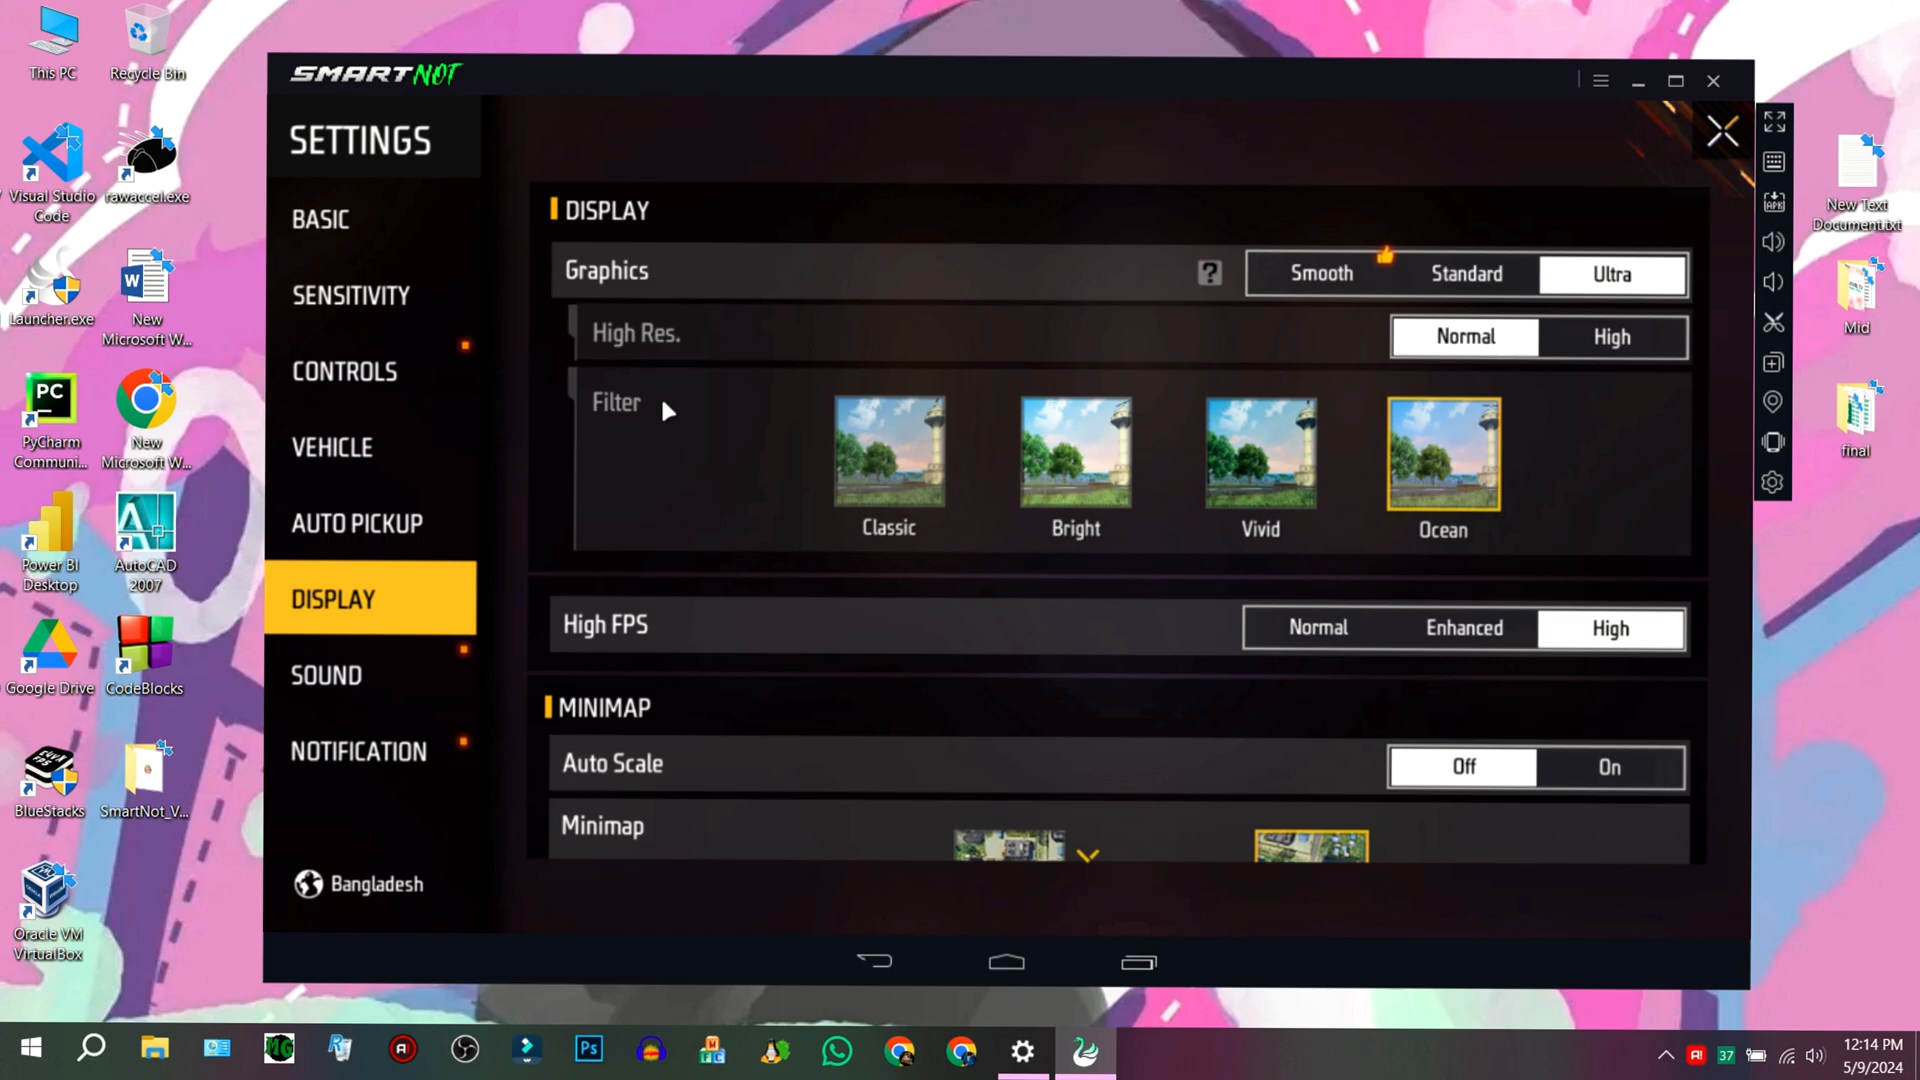 This PC
Recycle Bin
Visual Studio
Code
rawaccel.exe
Launcher.exe
New
Microsoft W...
PC
PyCharm
Communi...
New
Microsoft W...
Power BI
Desktop
AutoCAD
2007
Google Drive
CodeBlocks
BlueStacks
SmartNot_V...
Oracle VM
VirtualBox
SMARTNOT
SETTINGS
BASIC
SENSITIVITY
CONTROLS
VEHICLE
AUTO PICKUP
DISPLAY
SOUND
NOTIFICATION
Bangladesh
DISPLAY
Graphics
?
Smooth
Standard
Ultra
High Res.
Normal
High
Filter
Classic
Bright
Vivid
Ocean
High FPS
Normal
Enhanced
High
MINIMAP
Auto Scale
Off
On
Minimap
APK
New Text
Document.txt
Mid
final
MG
Ps
37
12:14 PM
5/9/2024